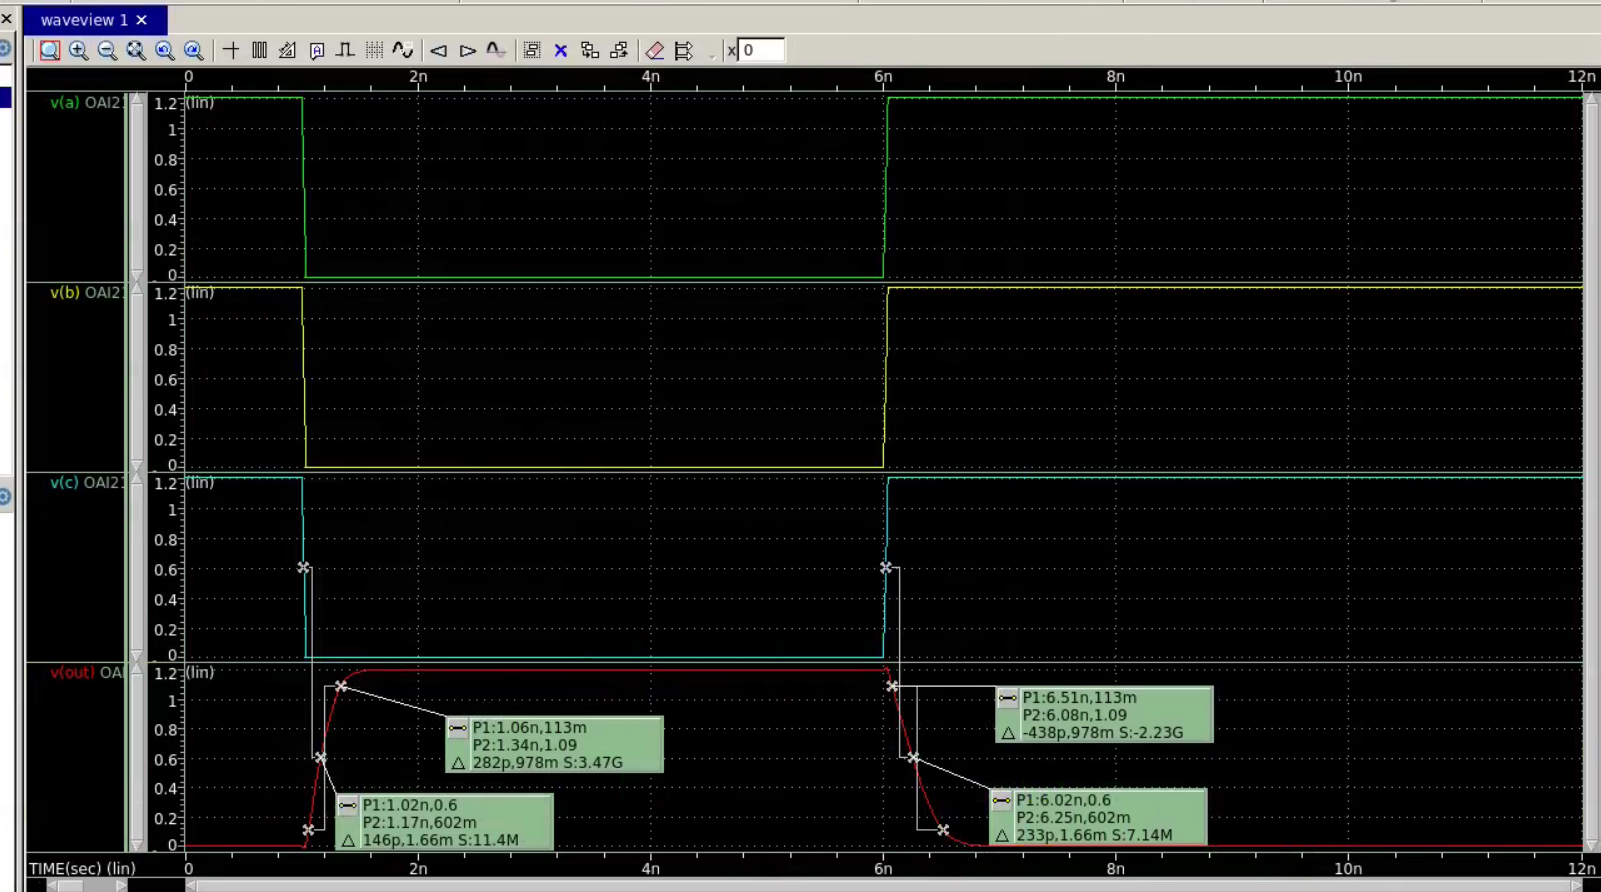 waveview 1
x 0
0 2n 4n 6n 8n 10n 12n
v(a) OAI21 (lin)
1.2
1
0.8
0.6
0.4
0.2
0
v(b) OAI21 (lin)
1.2
1
0.8
0.6
0.4
0.2
0
v(c) OAI21 (lin)
1.2
1
0.8
0.6
0.4
0.2
0
v(out) OAI (lin)
1.2
1
0.8
0.6
0.4
0.2
0
P1:1.06n,113m
P2:1.34n,1.09
△ 282p,978m S:3.47G
P1:1.02n,0.6
P2:1.17n,602m
△ 146p,1.66m S:11.4M
P1:6.51n,113m
P2:6.08n,1.09
△ -438p,978m S:-2.23G
P1:6.02n,0.6
P2:6.25n,602m
△ 233p,1.66m S:7.14M
TIME(sec) (lin) 0 2n 4n 6n 8n 10n 12n